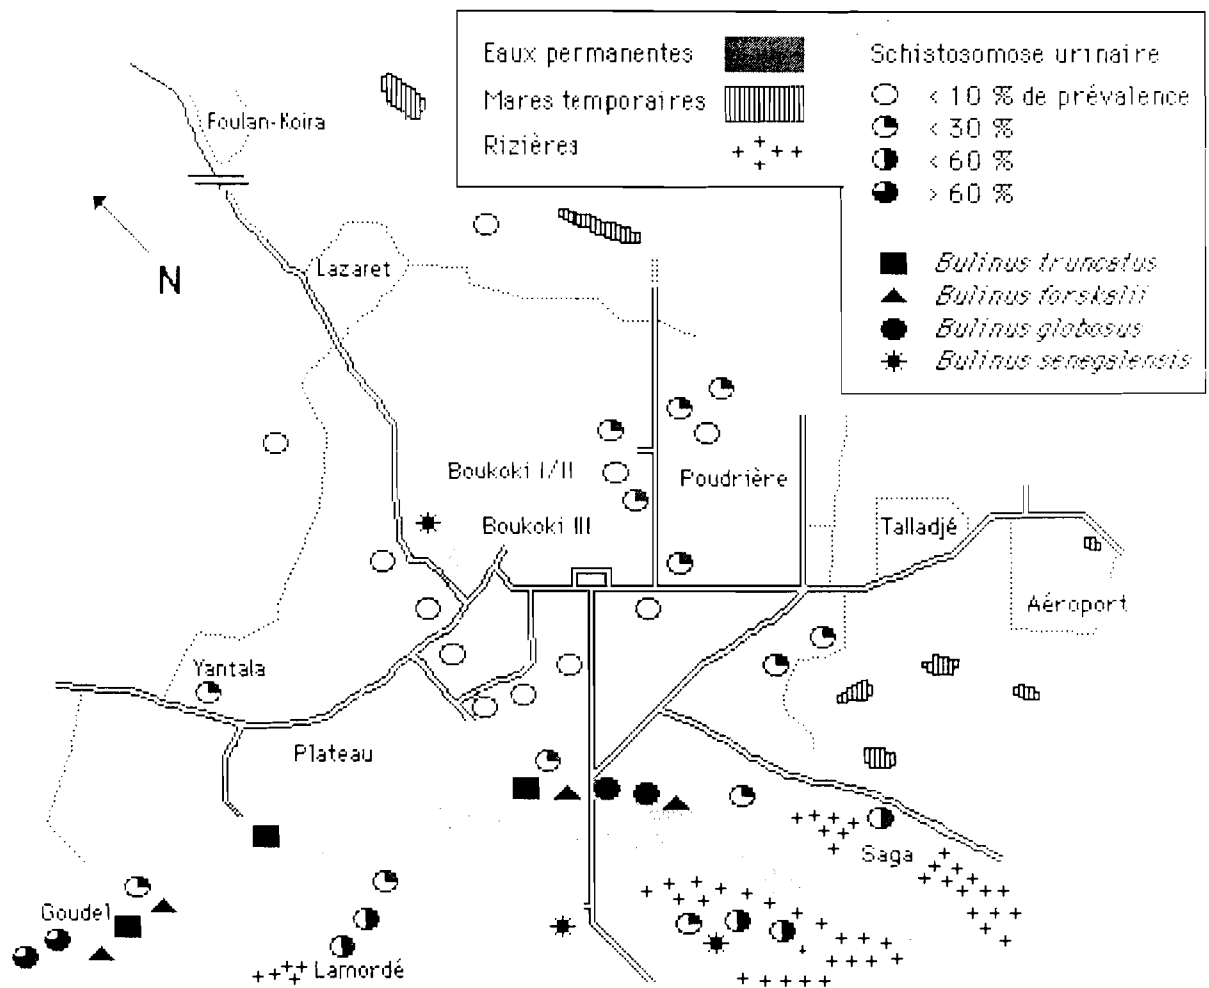 Eaux permanentes
Mares temporaires
Rizières
Schistosomose urinaire
< 10 % de prévalence
< 30 %
< 60 %
> 60 %
Bulinus truncatus
Bulinus forskalii
Bulinus globosus
Bulinus senegalensis
Foulan-Koira
N
Lazaret
Boukoki I/II
Poudrière
Boukoki III
Talladjé
Aéroport
Yantala
Plateau
Saga
Goudel
Lamordé